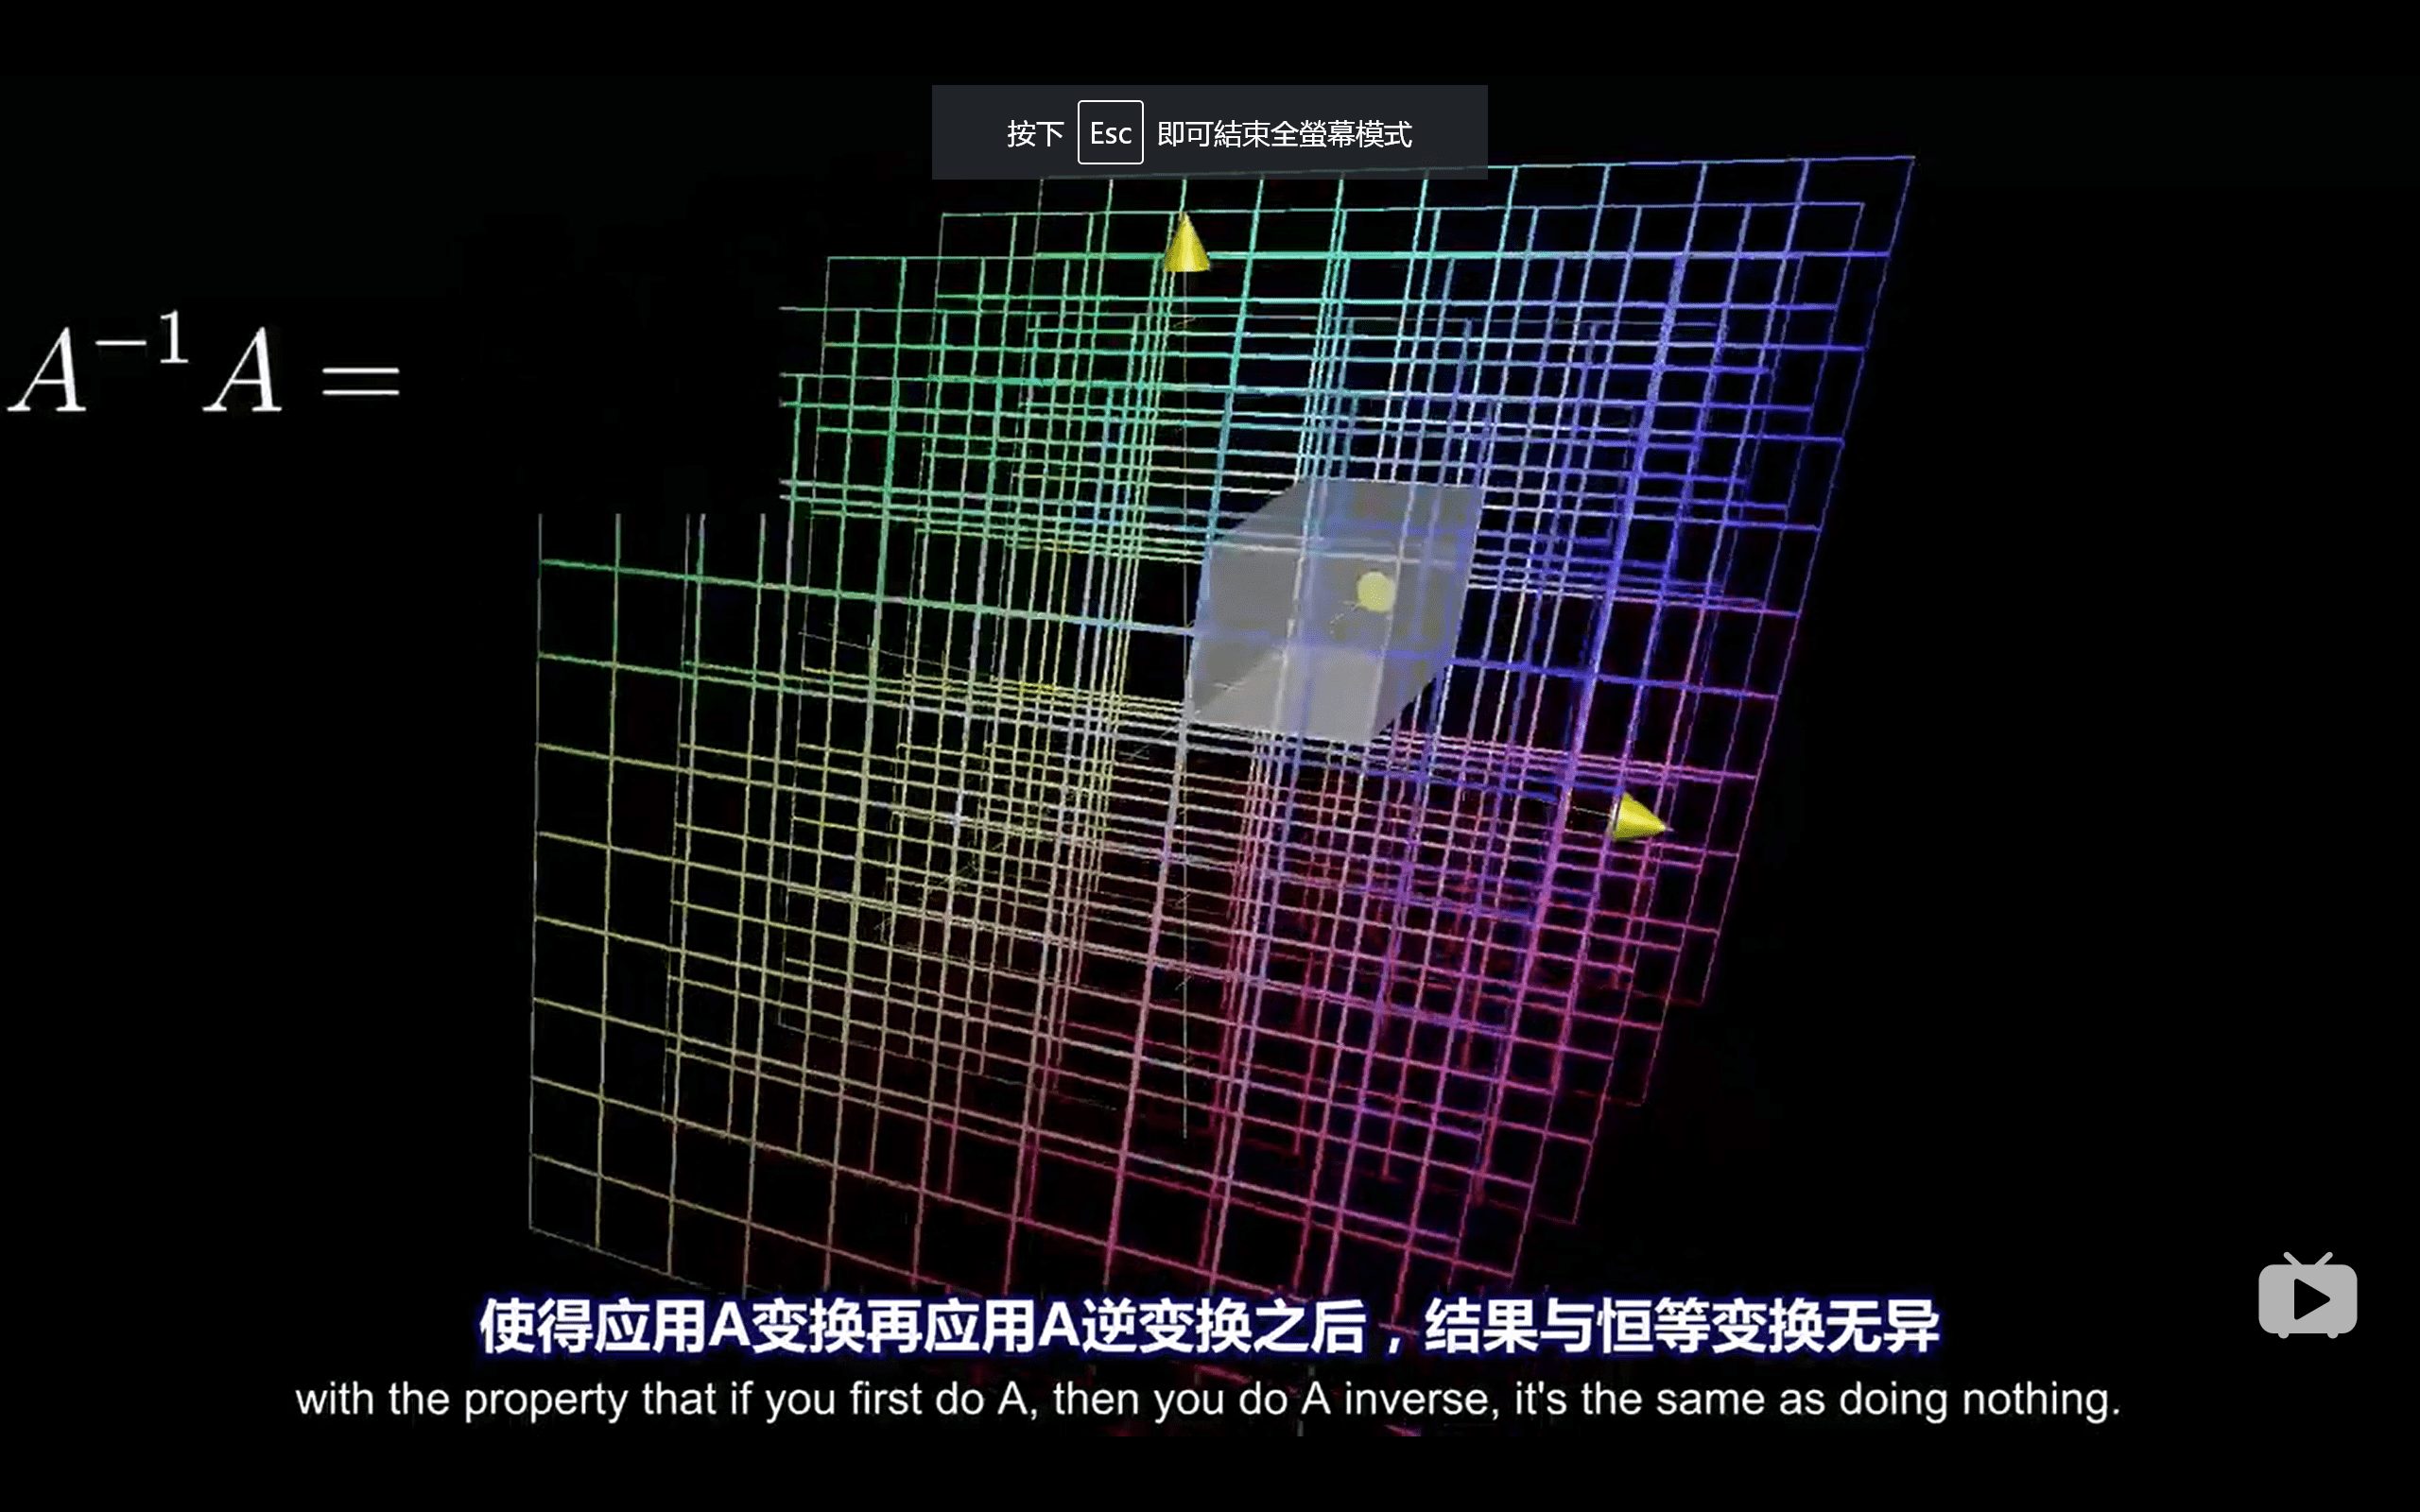 按下 Esc 即可結束全螢幕模式
A⁻¹A =
使得应用A变换再应用A逆变换之后，结果与恒等变换无异
with the property that if you first do A, then you do A inverse, it's the same as doing nothing.